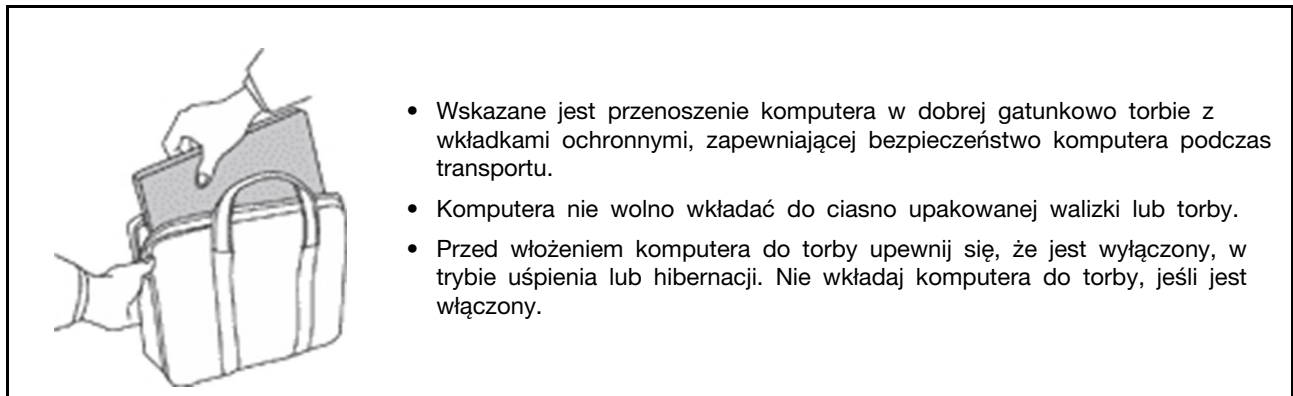 • Wskazane jest przenoszenie komputera w dobrej gatunkowo torbie z
wkładkami ochronnymi, zapewniającej bezpieczeństwo komputera podczas
transportu.
• Komputera nie wolno wkładać do ciasno upakowanej walizki lub torby.
• Przed włożeniem komputera do torby upewnij się, że jest wyłączony, w
trybie uśpienia lub hibernacji. Nie wkładaj komputera do torby, jeśli jest
włączony.